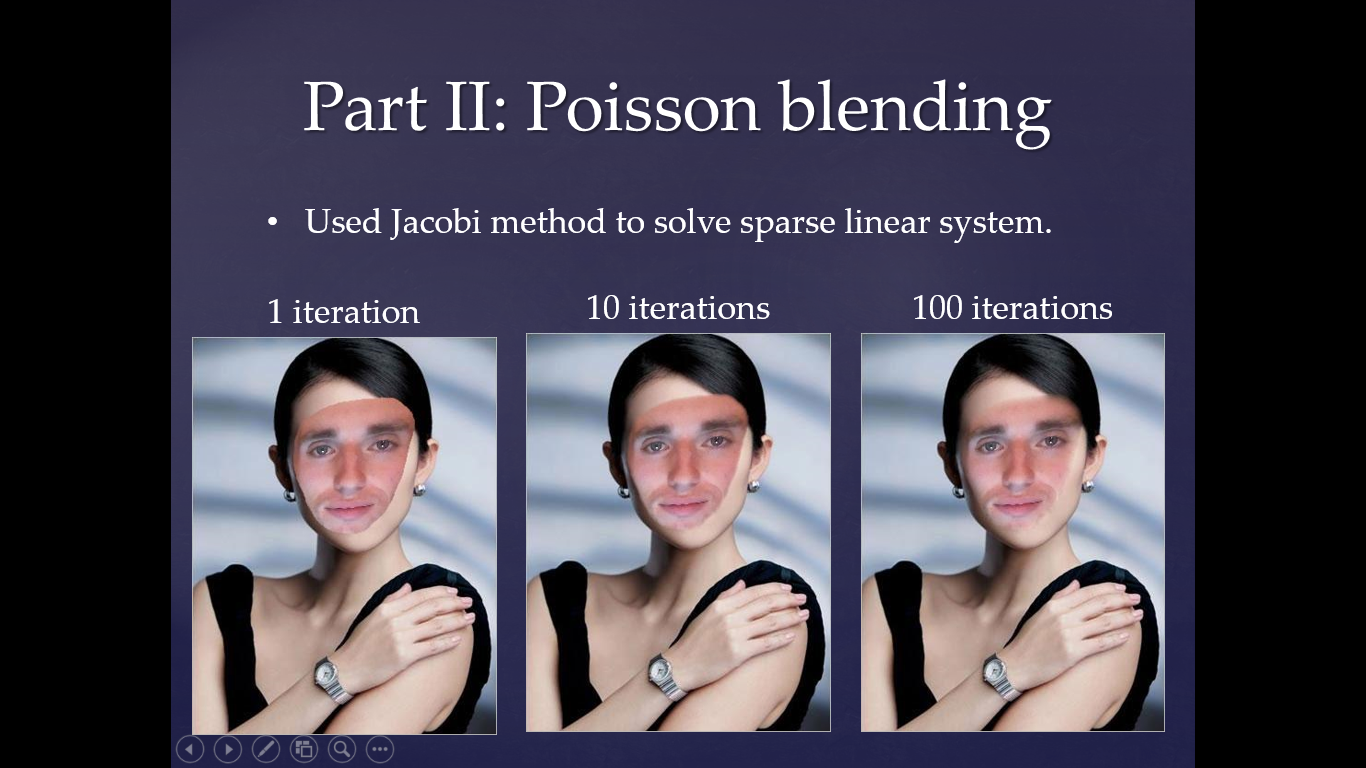 Part II: Poisson blending
• Used Jacobi method to solve sparse linear system.
1 iteration
10 iterations
100 iterations